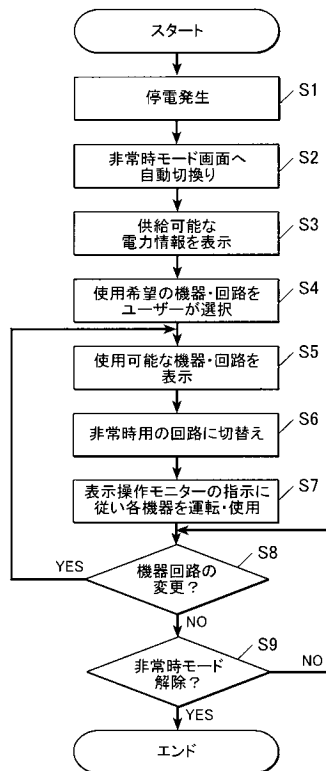 スタート
停電発生
S1
非常時モード画面へ
自動切換り
S2
供給可能な
電力情報を表示
S3
使用希望の機器・回路を
ユーザーが選択
S4
使用可能な機器・回路を
表示
S5
非常時用の回路に切替え
S6
表示操作モニターの指示に
従い各機器を運転・使用
S7
機器回路の
変更?
S8
YES
NO
非常時モード
解除?
S9
NO
YES
エンド